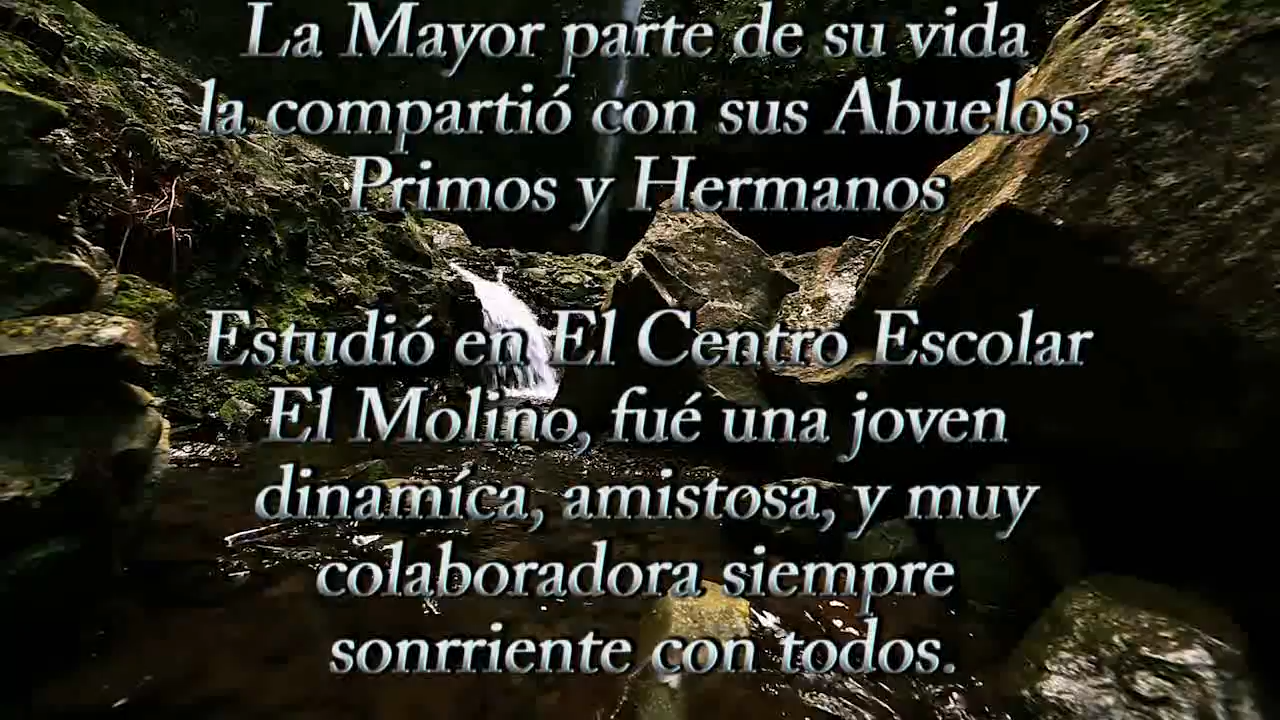 La Mayor parte de su vida
la compartió con sus Abuelos,
Primos y Hermanos
Estudió en El Centro Escolar
El Molino, fué una joven
dinamíca, amistosa, y muy
colaboradora siempre
sonrriente con todos.